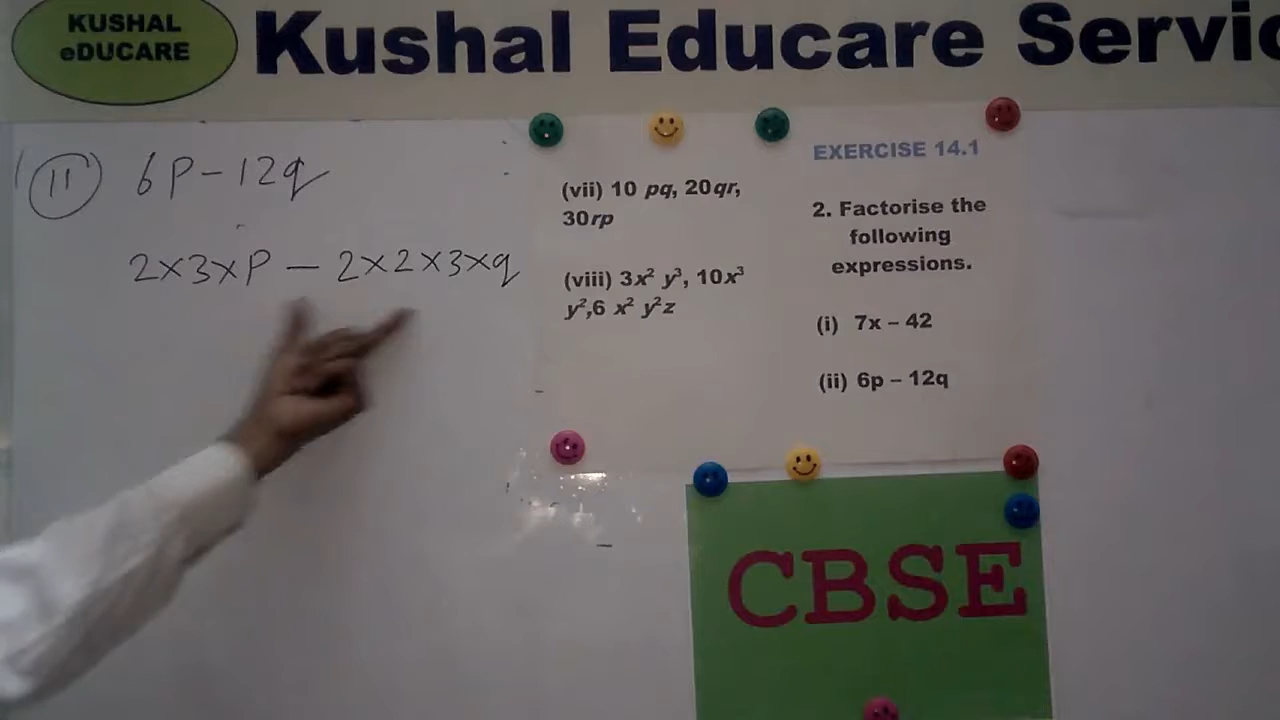 KUSHAL
eDUCARE
Kushal Educare Servic
(11) 6p-12q
2×3×p - 2×2×3×q
(vii) 10 pq, 20qr,
30rp
(viii) 3x² y³, 10x³
y²,6 x² y²z
EXERCISE 14.1
2. Factorise the
following
expressions.
(i) 7x – 42
(ii) 6p – 12q
CBSE